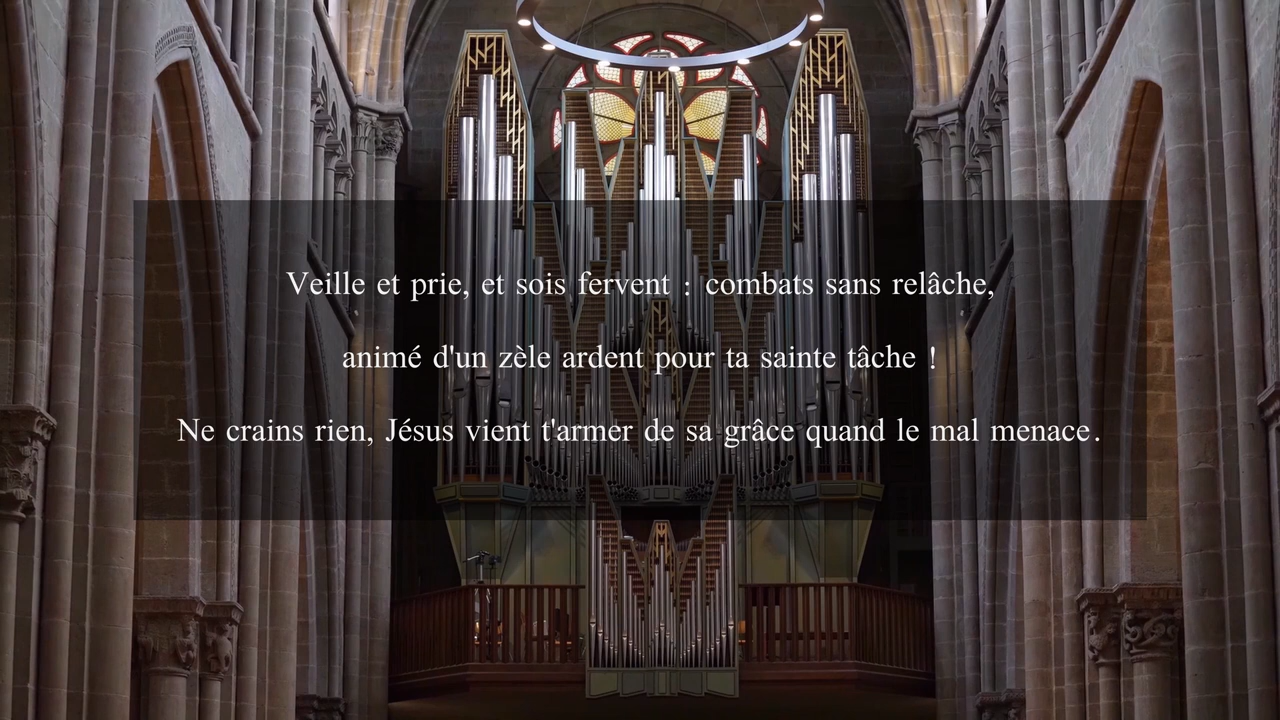 Veille et prie, et sois fervent : combats sans relâche,
animé d'un zèle ardent pour ta sainte tâche !
Ne crains rien, Jésus vient t'armer de sa grâce quand le mal menace.